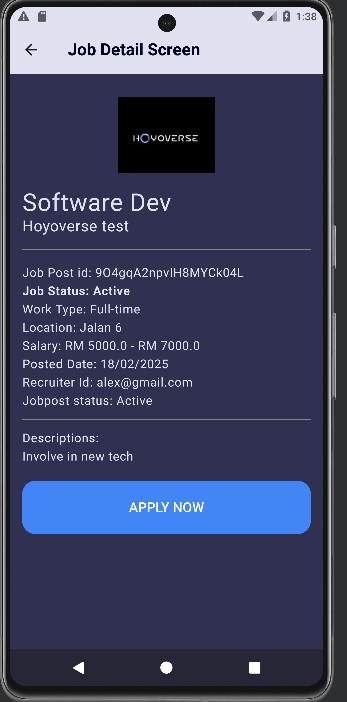 1:38
Job Detail Screen
HOYOVERSE
Software Dev
Hoyoverse test
Job Post id: 9O4gqA2npvlH8MYCk04L
Job Status: Active
Work Type: Full-time
Location: Jalan 6
Salary: RM 5000.0 - RM 7000.0
Posted Date: 18/02/2025
Recruiter Id: alex@gmail.com
Jobpost status: Active
Descriptions:
Involve in new tech
APPLY NOW